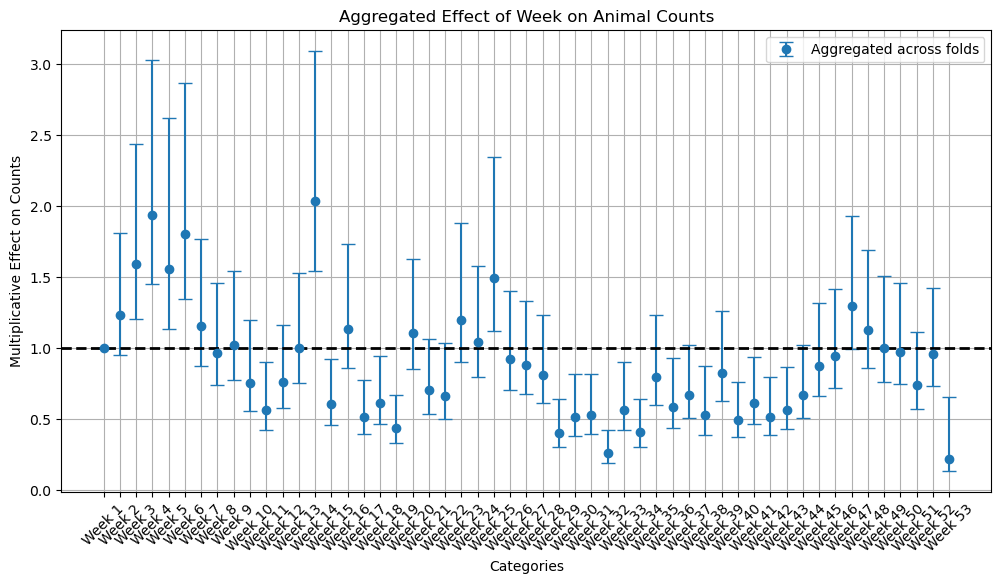 Aggregated Effect of Week on Animal Counts
Aggregated across folds
Multiplicative Effect on Counts
3.0
2.5
2.0
1.5
1.0
0.5
0.0
Week 1
Week 2
Week 3
Week 4
Week 5
Week 6
Week 7
Week 8
Week 9
Week 10
Week 11
Week 12
Week 13
Week 14
Week 15
Week 16
Week 17
Week 18
Week 19
Week 20
Week 21
Week 22
Week 23
Week 24
Week 25
Week 26
Week 27
Week 28
Week 29
Week 30
Week 31
Week 32
Week 33
Week 34
Week 35
Week 36
Week 37
Week 38
Week 39
Week 40
Week 41
Week 42
Week 43
Week 44
Week 45
Week 46
Week 47
Week 48
Week 49
Week 50
Week 51
Week 52
Week 53
Categories